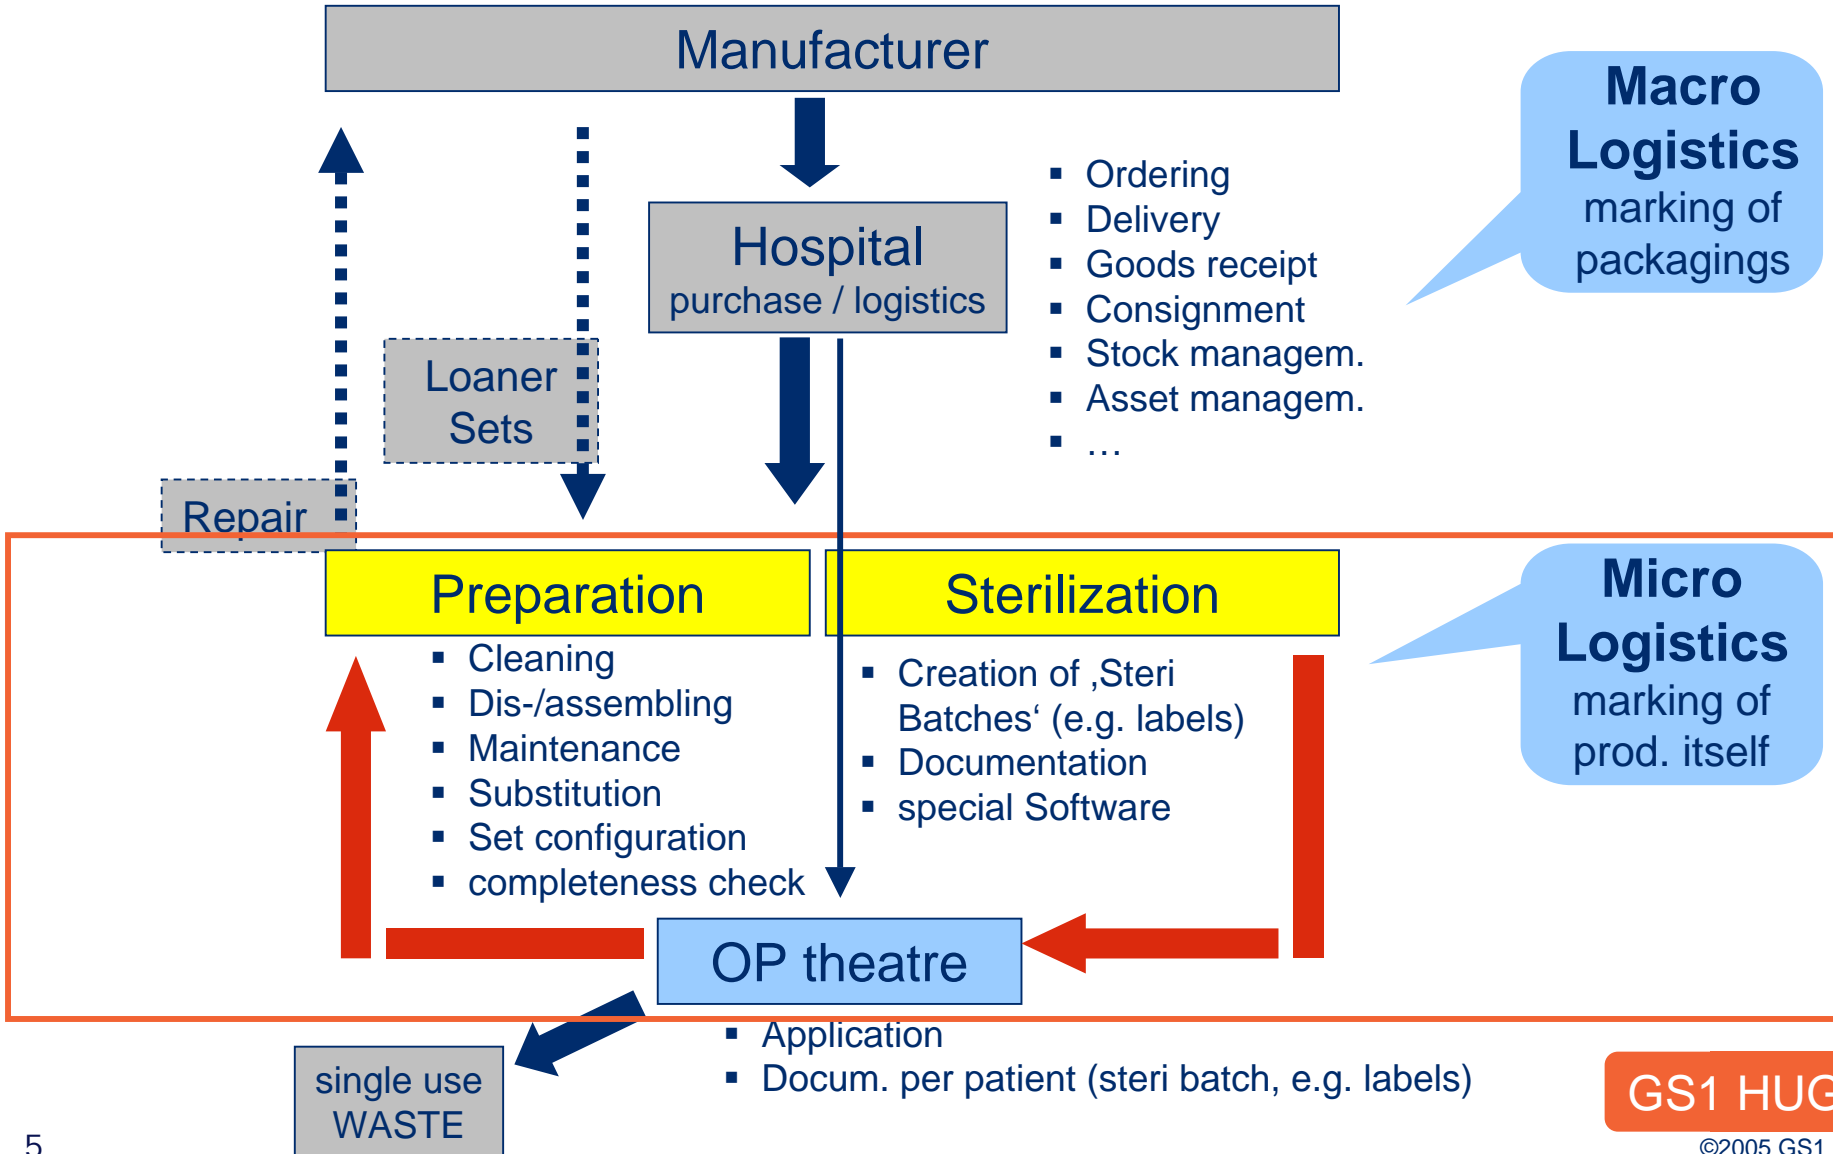 Manufacturer
Macro
Logistics
marking of
packagings
Hospital
purchase / logistics
▪ Ordering
▪ Delivery
▪ Goods receipt
▪ Consignment
▪ Stock managem.
▪ Asset managem.
▪ …
Loaner
Sets
Repair
Preparation
Sterilization
Micro
Logistics
marking of
prod. itself
▪ Cleaning
▪ Dis-/assembling
▪ Maintenance
▪ Substitution
▪ Set configuration
▪ completeness check
▪ Creation of ‚Steri
Batches‘ (e.g. labels)
▪ Documentation
▪ special Software
OP theatre
▪ Application
▪ Docum. per patient (steri batch, e.g. labels)
single use
WASTE
GS1 HUG
5
©2005 GS1